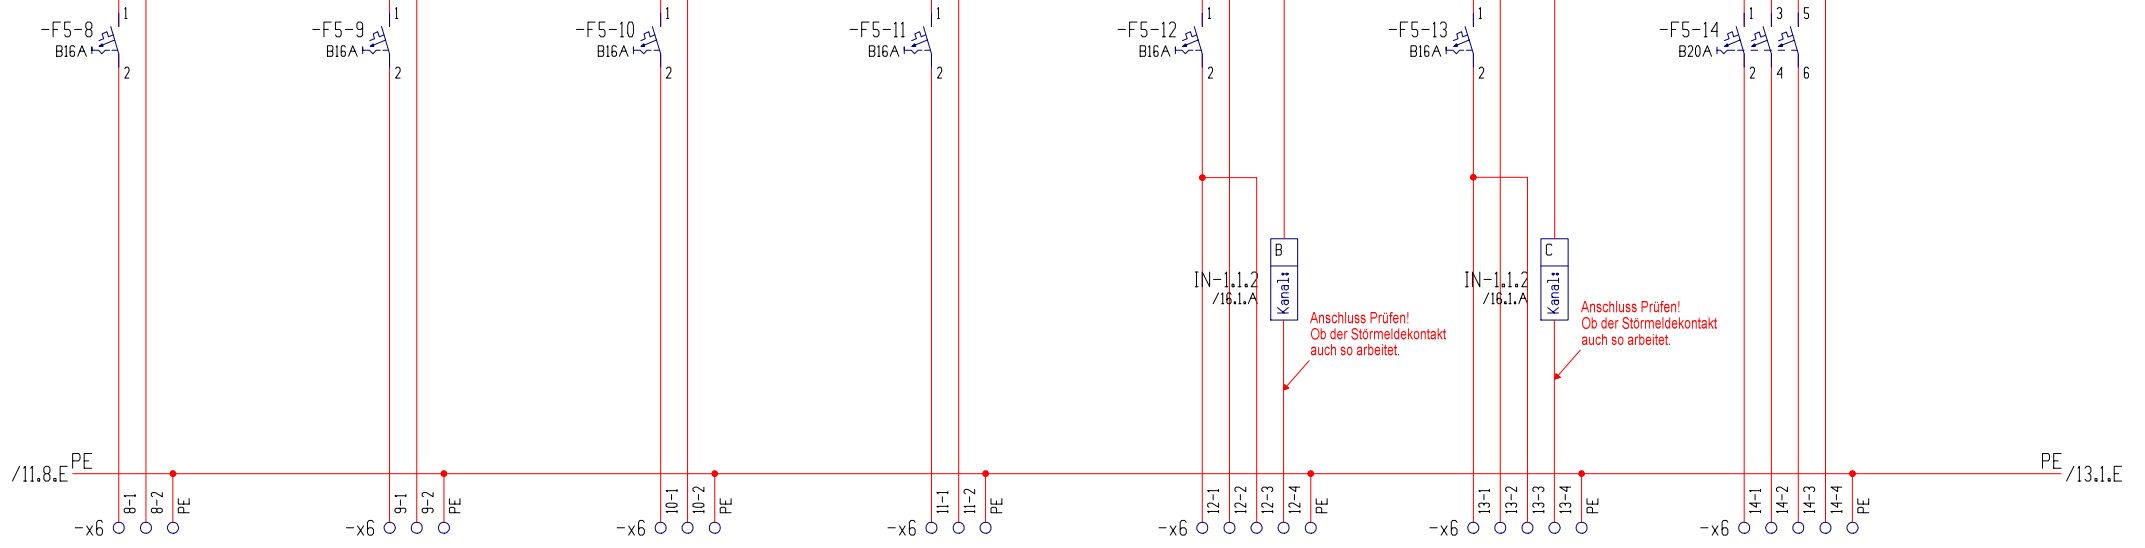 1
-F5-8
B16A
2
1
-F5-9
B16A
2
1
-F5-10
B16A
2
1
-F5-11
B16A
2
1
-F5-12
B16A
2
1
-F5-13
B16A
2
1 3 5
-F5-14
B20A
2 4 6
B
IN-1.1.2
/16.1.A
Kanal:
Anschluss Prüfen!
Ob der Störmeldekontakt
auch so arbeitet.
C
IN-1.1.2
/16.1.A
Kanal:
Anschluss Prüfen!
Ob der Störmeldekontakt
auch so arbeitet.
/11.8.E PE
PE /13.1.E
8-1
8-2
PE
-x6
9-1
9-2
PE
-x6
10-1
10-2
PE
-x6
11-1
11-2
PE
-x6
12-1
12-2
12-3
12-4
PE
-x6
13-1
13-2
13-3
13-4
PE
-x6
14-1
14-2
14-3
14-4
PE
-x6